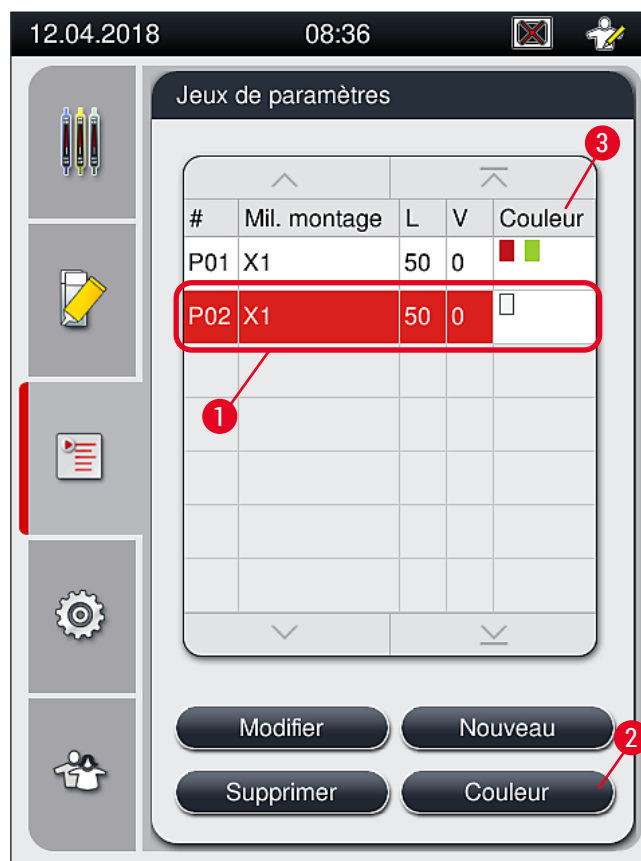 12.04.2018 08:36
Jeux de paramètres
3
# Mil. montage L V Couleur
P01 X1 50 0
P02 X1 50 0
1
Modifier Nouveau
2
Supprimer Couleur